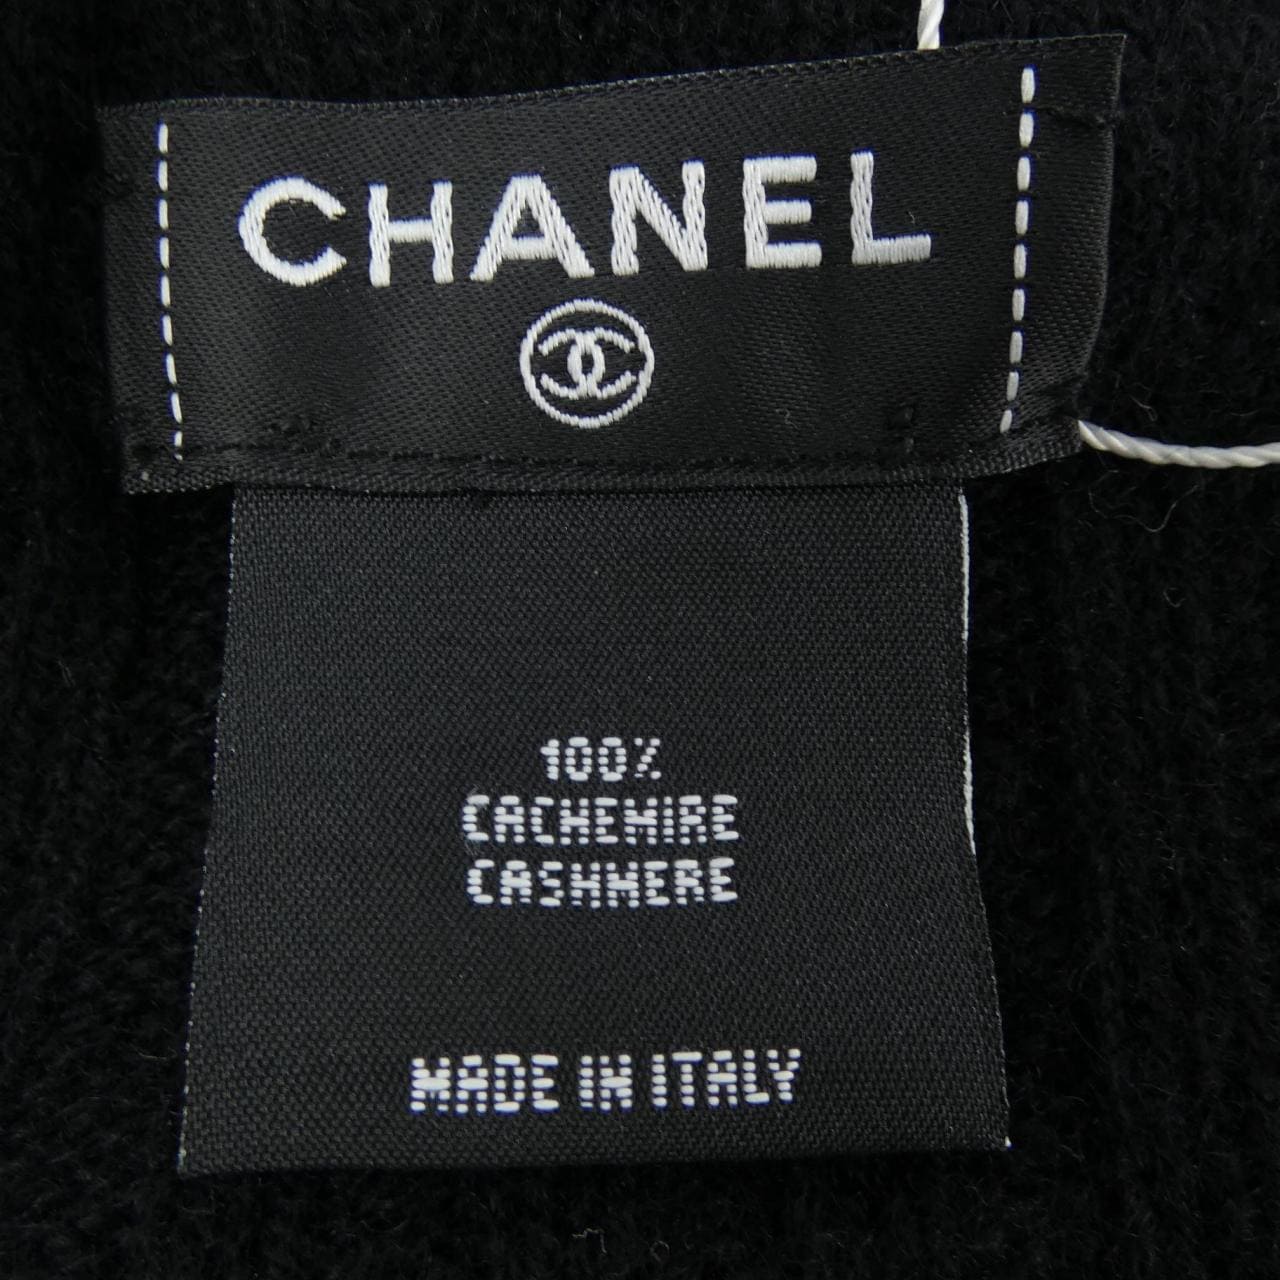 CHANEL
100%
CACHEMIRE
CASHMERE
MADE IN ITALY